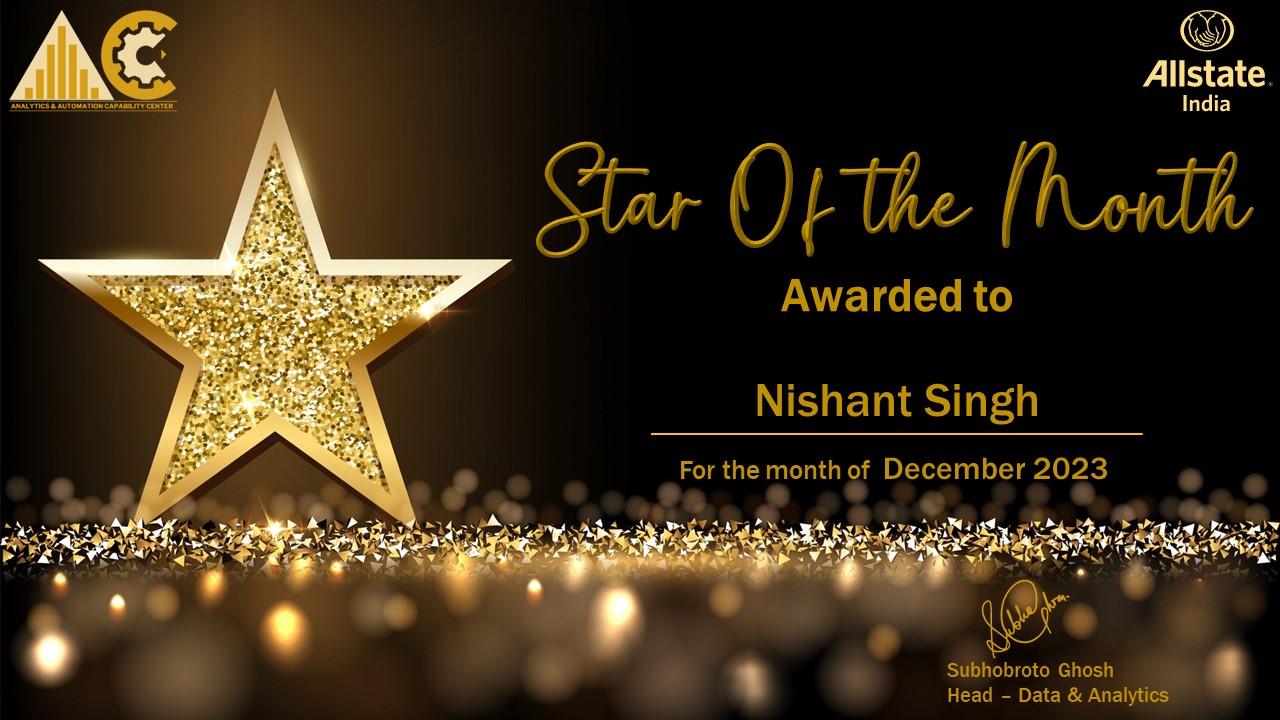 ANALYTICS & AUTOMATION CAPABILITY CENTER
Allstate
India
Star Of the Month
Awarded to
Nishant Singh
For the month of December 2023
Subhobroto Ghosh
Head – Data & Analytics